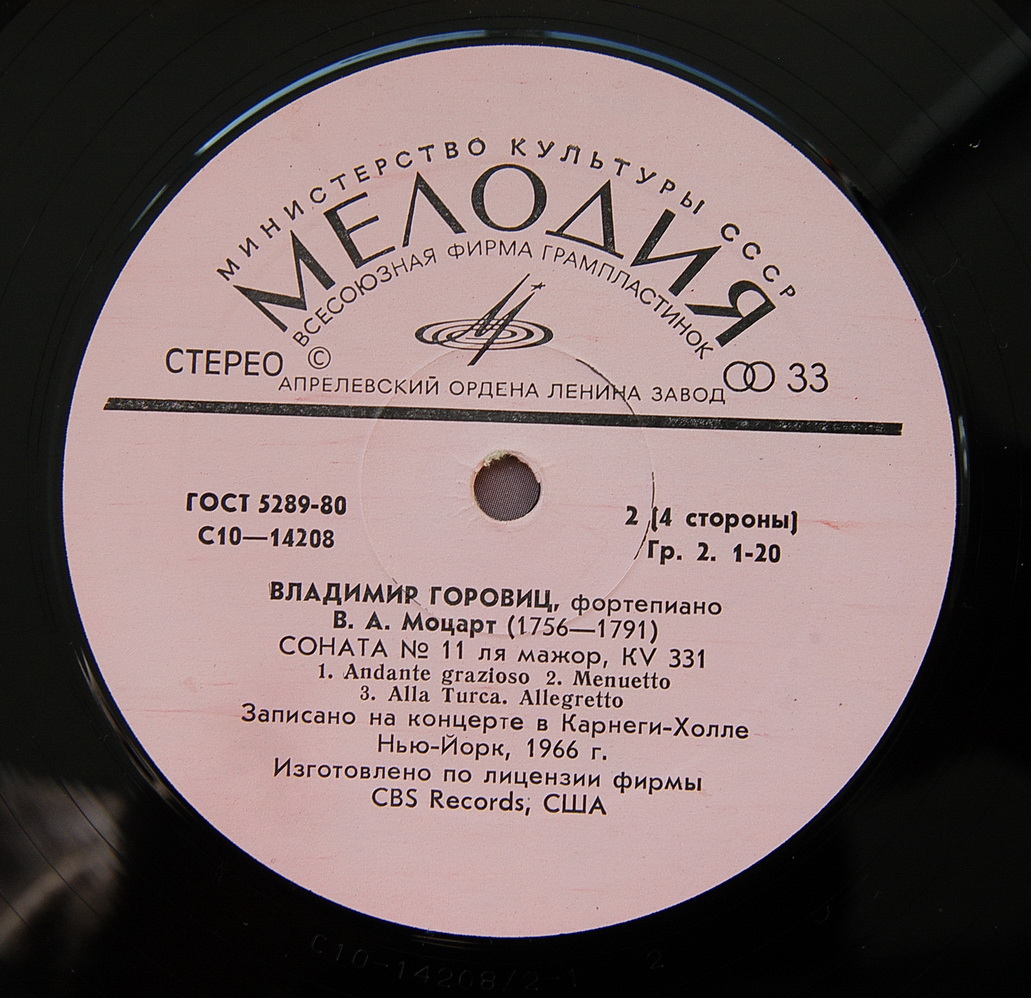 МИНИСТЕРСТВО КУЛЬТУРЫ СССР
МЕЛОДИЯ
ВСЕСОЮЗНАЯ ФИРМА ГРАМПЛАСТИНОК
СТЕРЕО © 33
АПРЕЛЕВСКИЙ ОРДЕНА ЛЕНИНА ЗАВОД
ГОСТ 5289-80
С10—14208
2 (4 стороны)
Гр. 2. 1-20
ВЛАДИМИР ГОРОВИЦ, фортепиано
В. А. Моцарт (1756—1791)
СОНАТА № 11 ля мажор, KV 331
1. Andante grazioso 2. Menuetto
3. Alla Turca. Allegretto
Записано на концерте в Карнеги-Холле
Нью-Йорк, 1966 г.
Изготовлено по лицензии фирмы
CBS Records, США
С10-14208/2-1 2